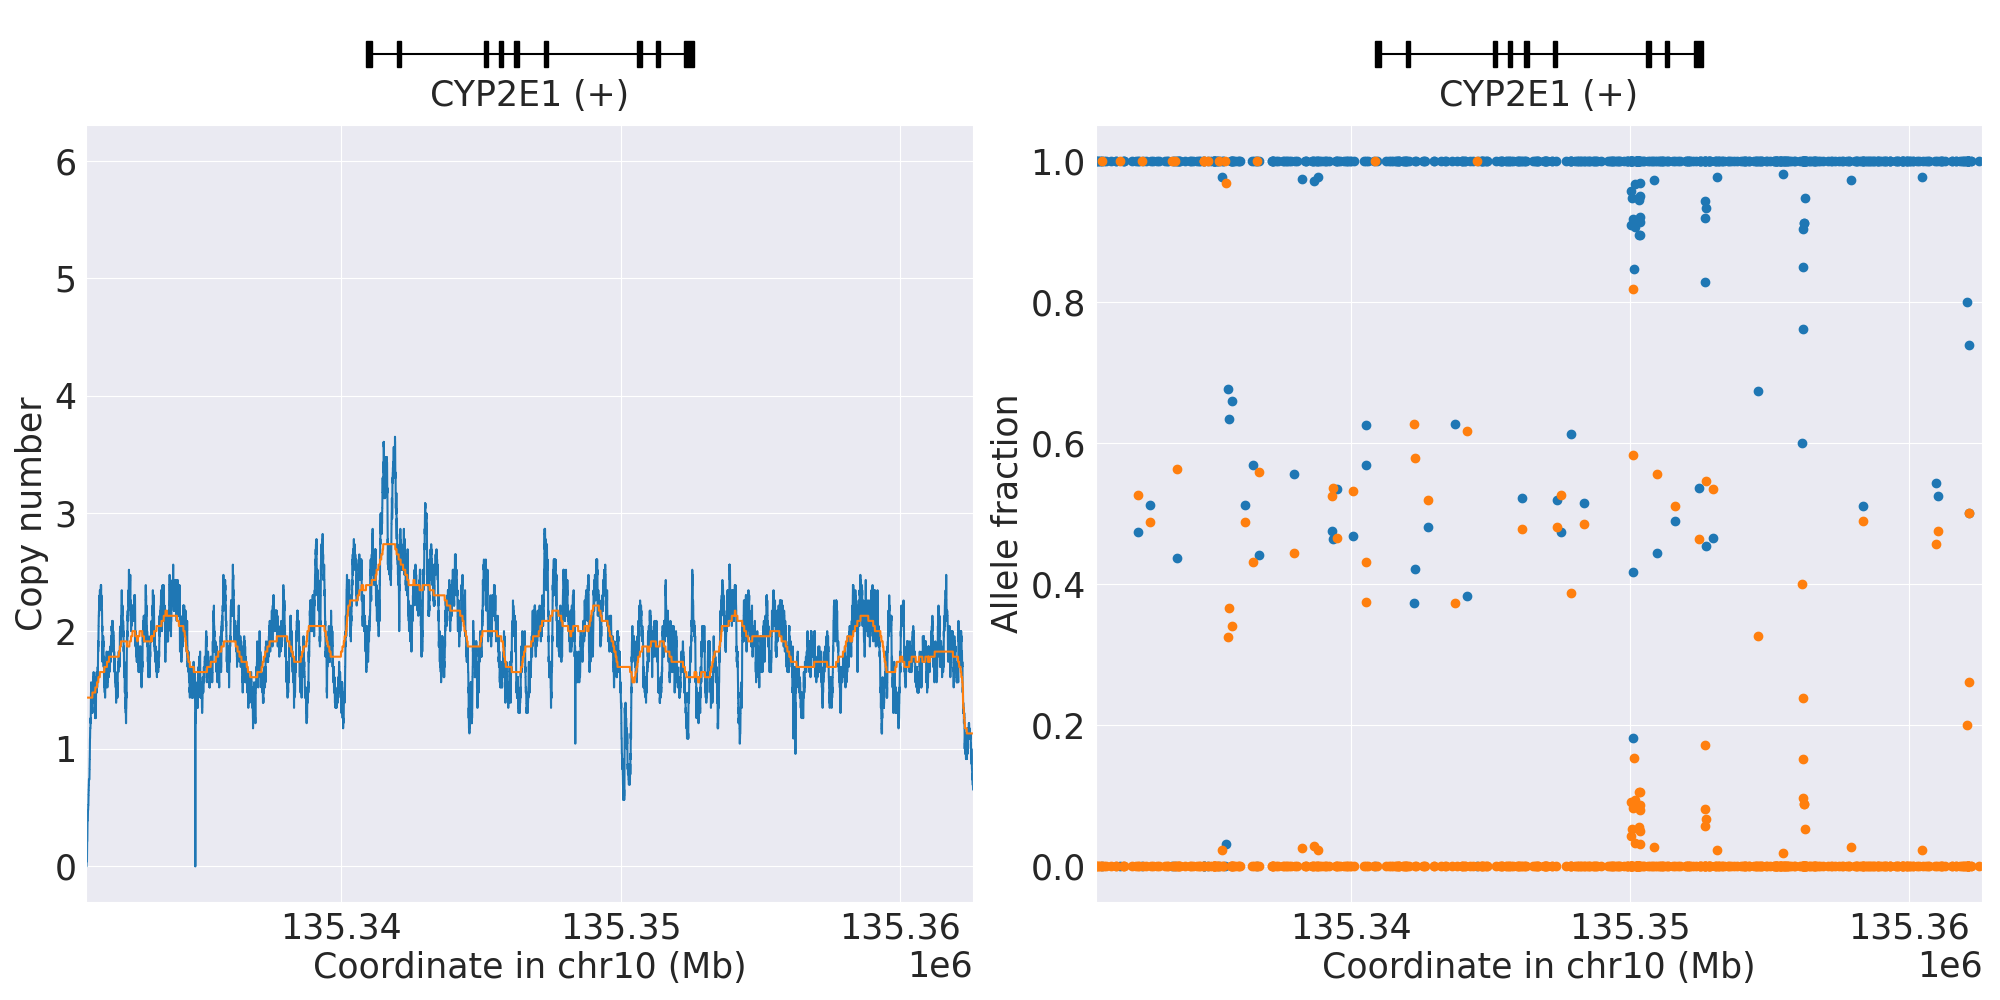 CYP2E1 (+)
CYP2E1 (+)
Copy number
6
5
4
3
2
1
0
135.34 135.35 135.36
Coordinate in chr10 (Mb)
1e6
Allele fraction
1.0
0.8
0.6
0.4
0.2
0.0
135.34 135.35 135.36
Coordinate in chr10 (Mb)
1e6